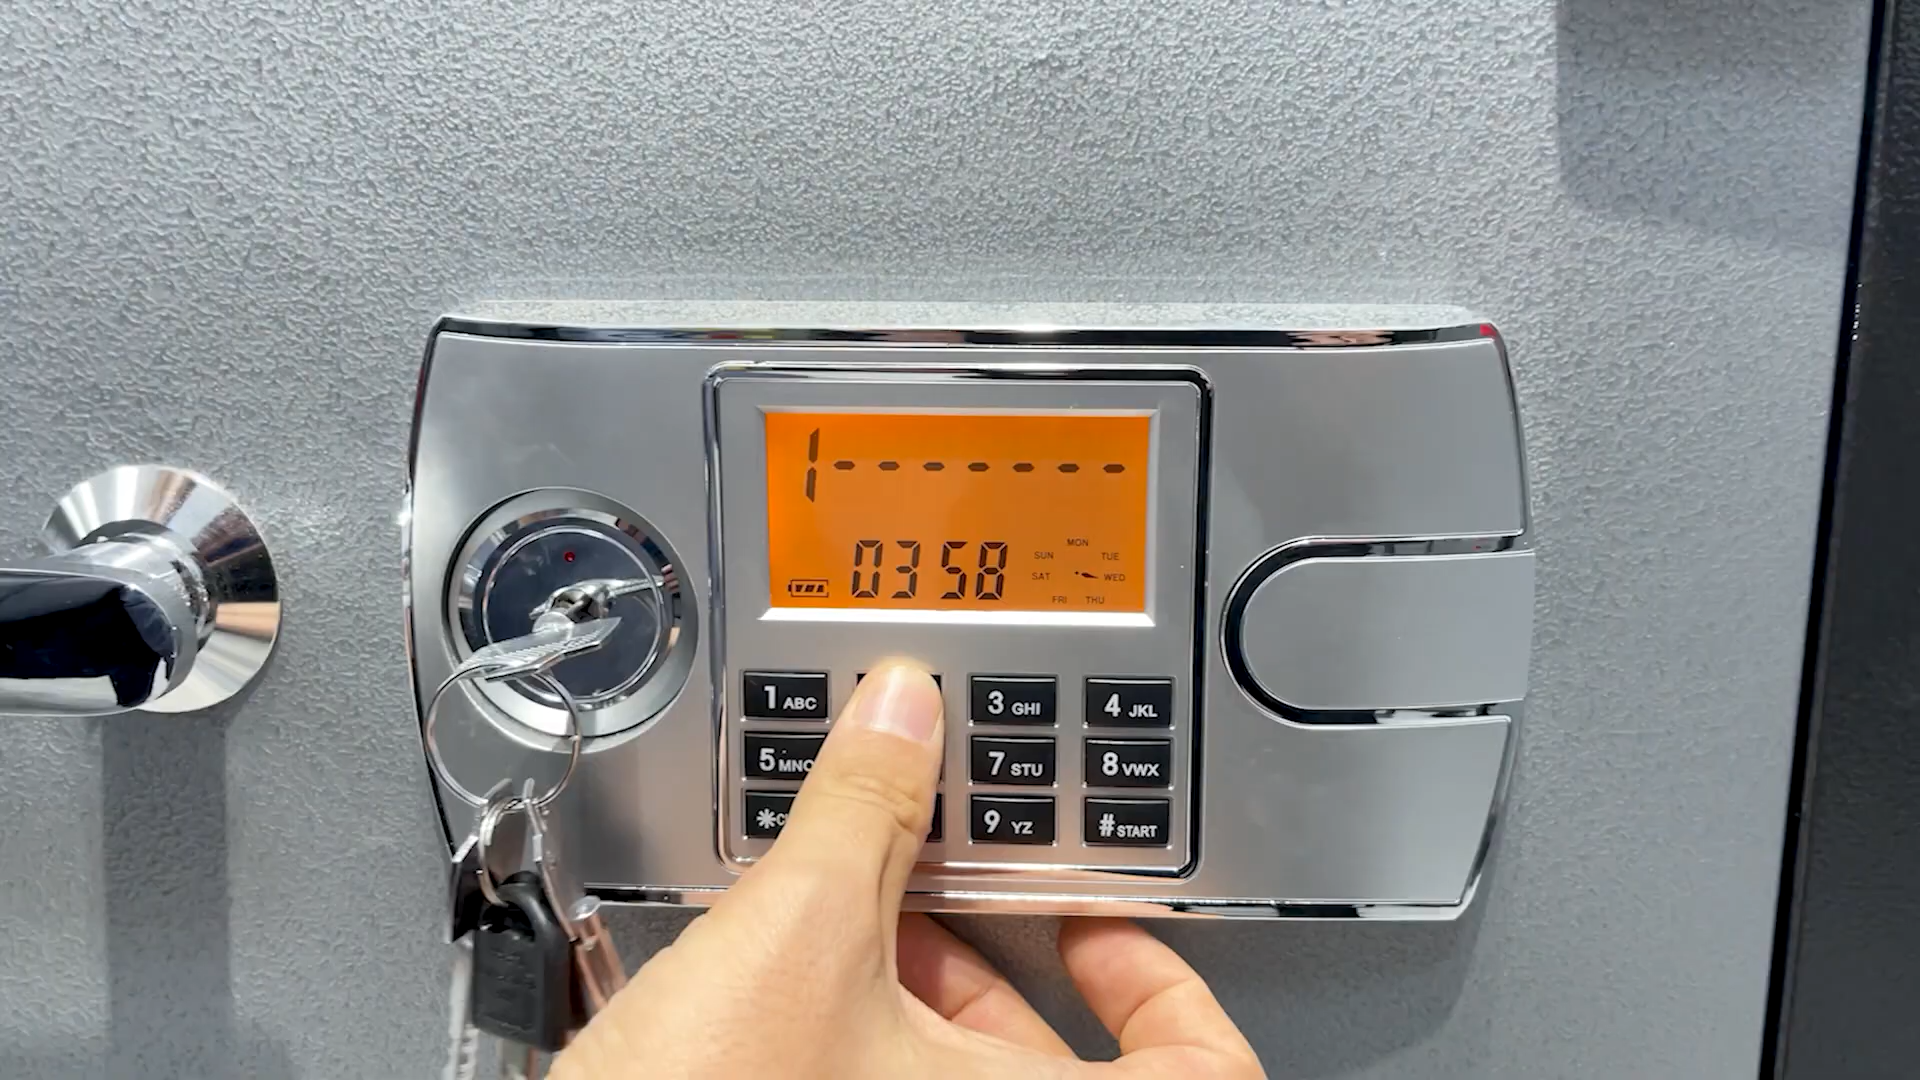 1-------
0358
MON
SUN TUE
SAT WED
FRI THU
1 ABC 3 GHI 4 JKL
5 MNO 7 STU 8 VWX
* 9 YZ # START